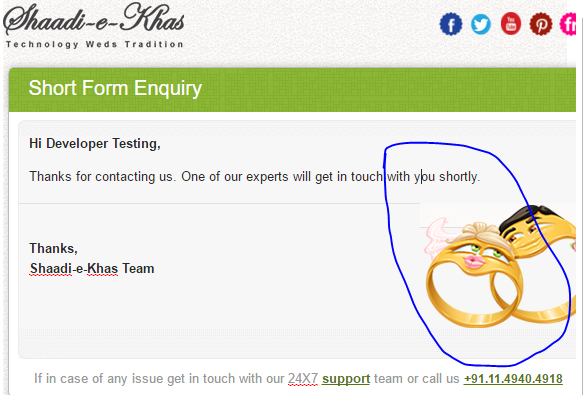 Shaadi-e-Khas
Technology Weds Tradition
Short Form Enquiry
Hi Developer Testing,
Thanks for contacting us. One of our experts will get in touch with you shortly.
Thanks,
Shaadi-e-Khas Team
If in case of any issue get in touch with our 24X7 support team or call us +91.11.4940.4918